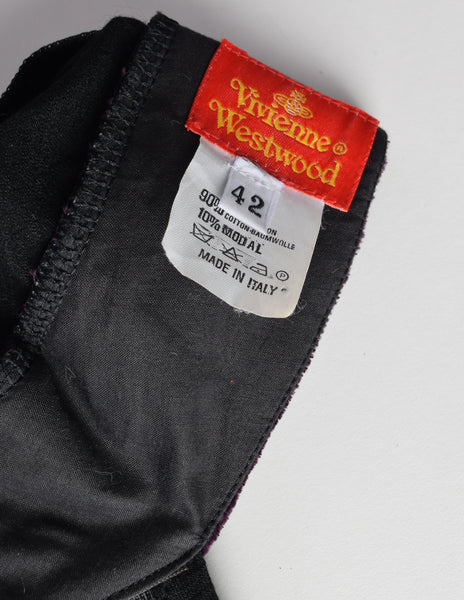 Vivienne®
Westwood
42
90% COTTON-BAUMWOLLE
10% MODAL
P
MADE IN ITALY